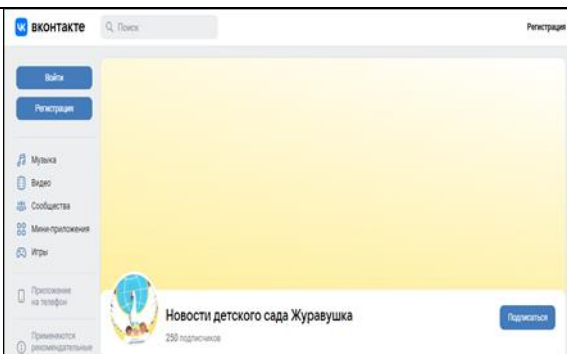 ВКОНТАКТЕ
Поиск
Регистрация
Войти
Регистрация
Музыка
Видео
Сообщества
Мини-приложения
Игры
Приложение
на телефон
Применяются
рекомендательные
Новости детского сада Журавушка
250 подписчиков
Подписаться